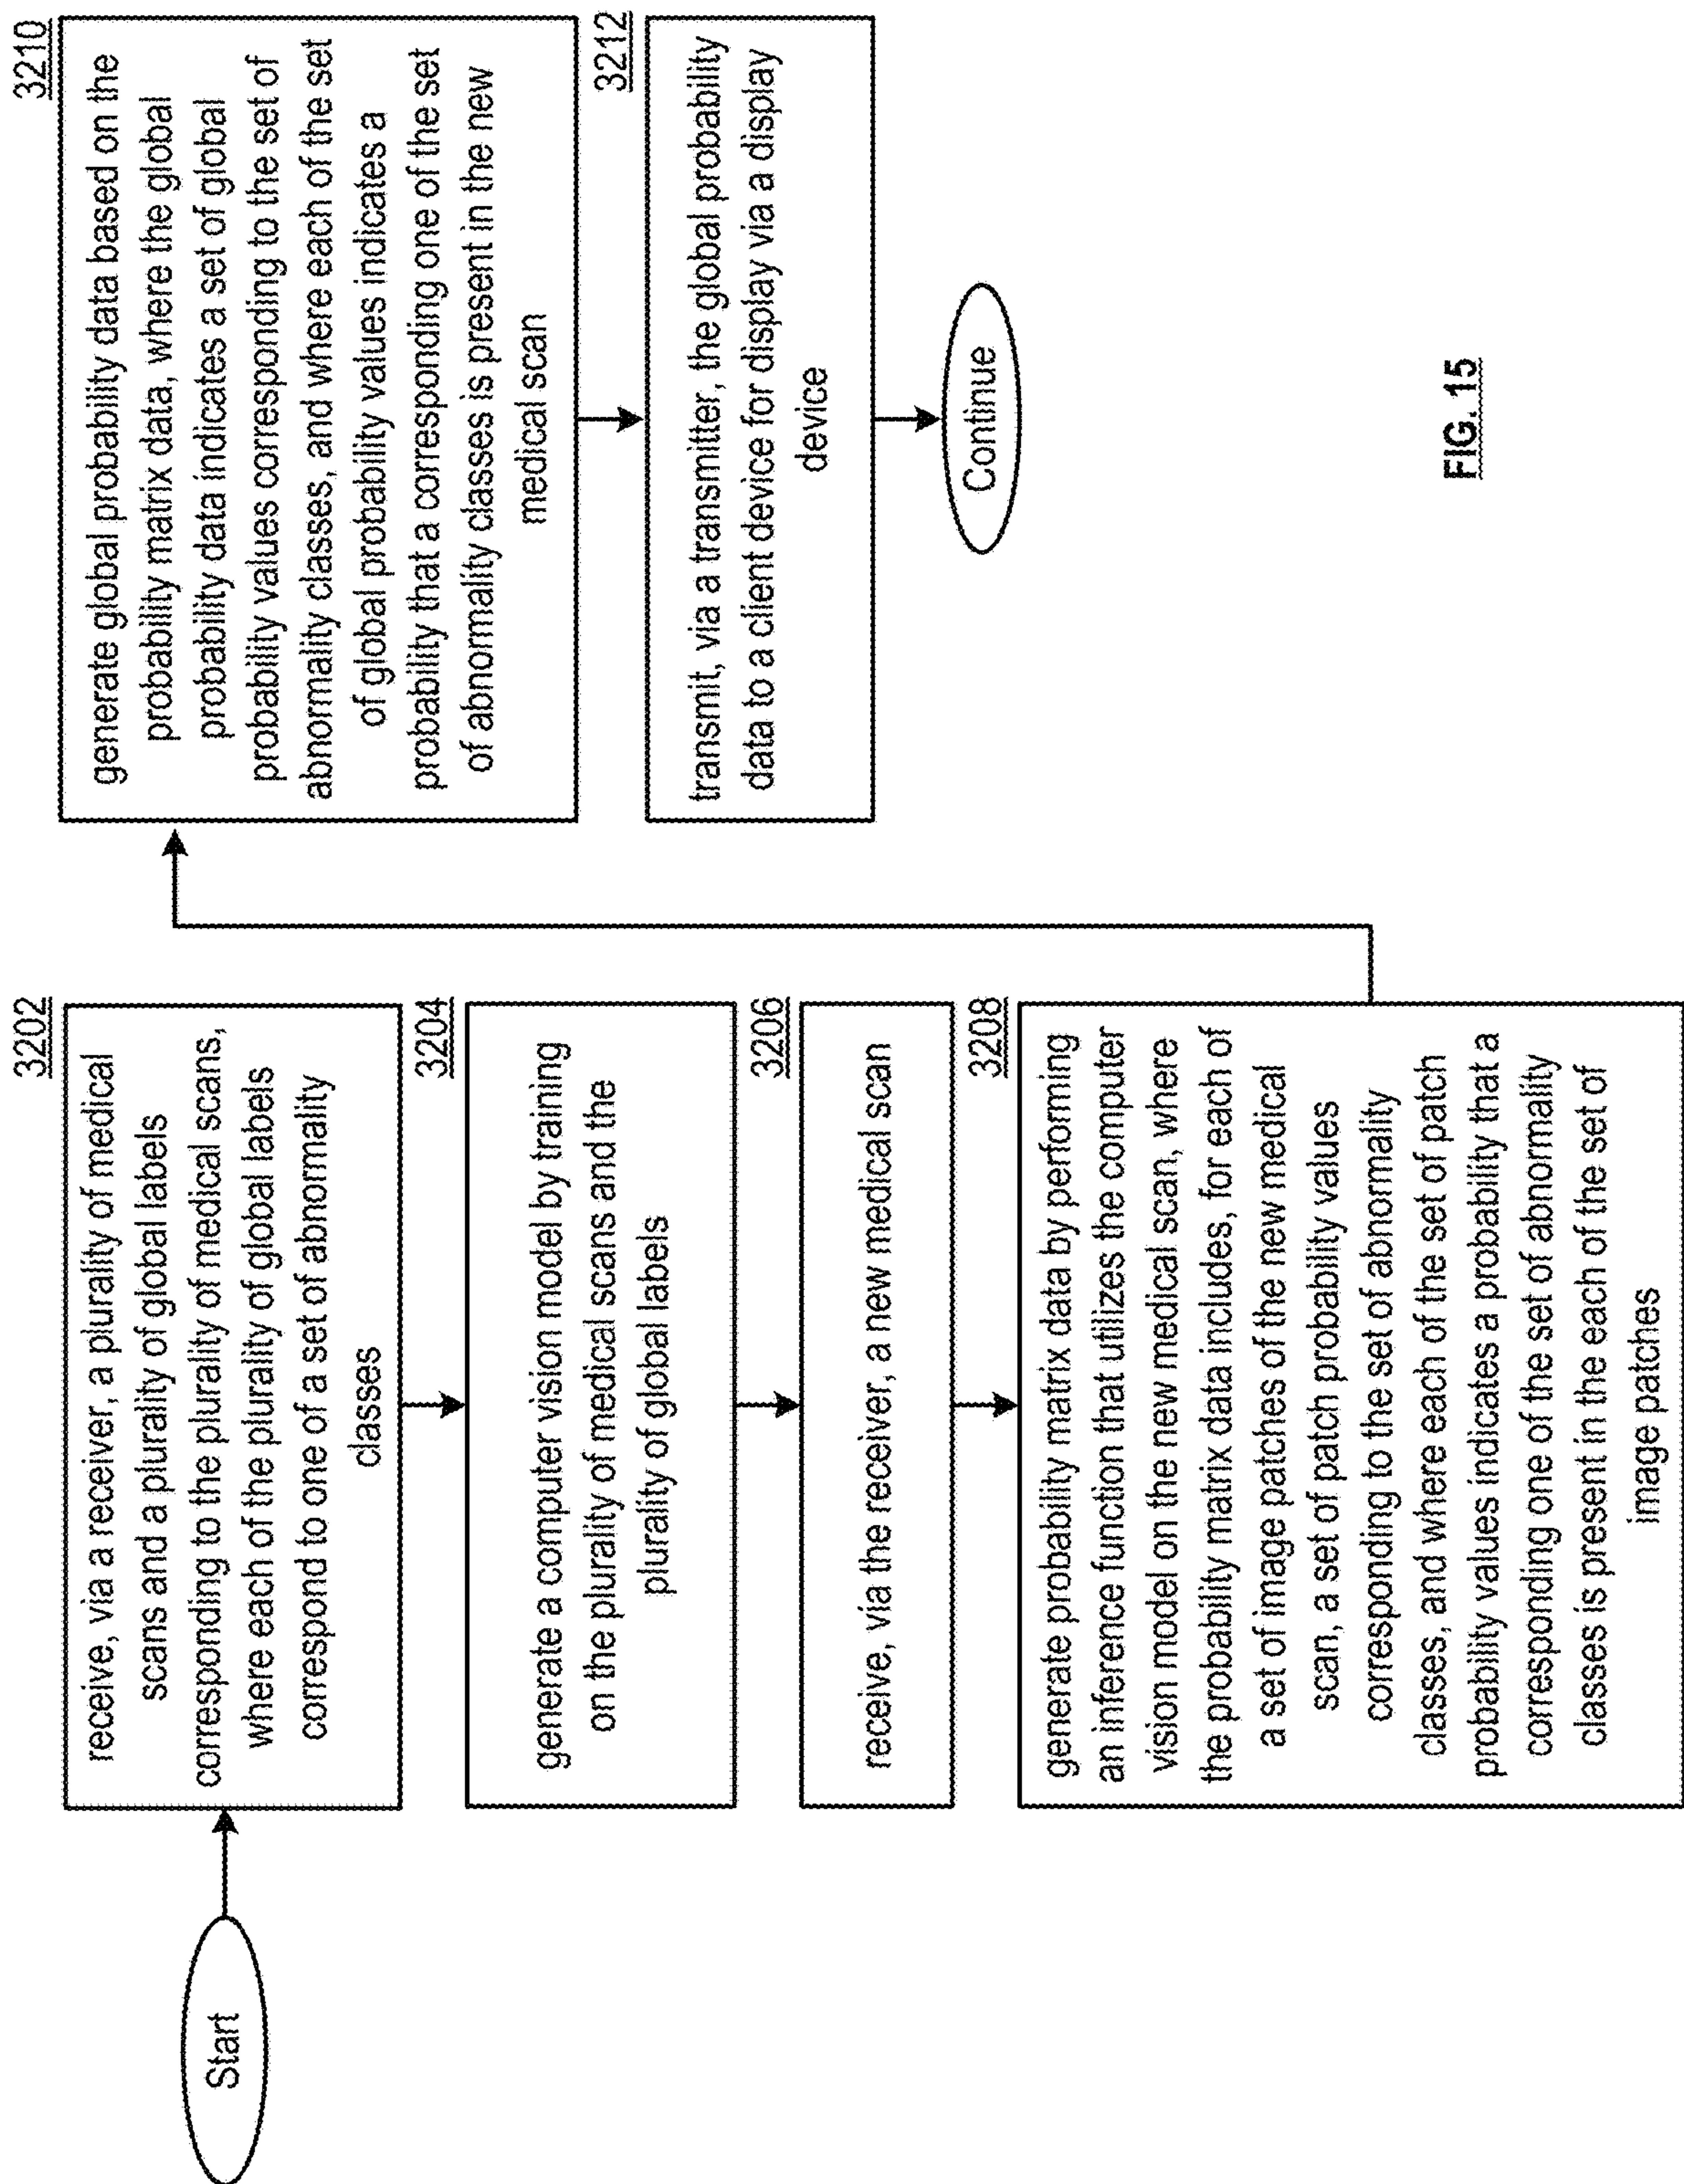 Start
3202
receive, via a receiver, a plurality of medical
scans and a plurality of global labels
corresponding to the plurality of medical scans,
where each of the plurality of global labels
correspond to one of a set of abnormality
classes
3204
generate a computer vision model by training
on the plurality of medical scans and the
plurality of global labels
3206
receive, via the receiver, a new medical scan
3208
generate probability matrix data by performing
an inference function that utilizes the computer
vision model on the new medical scan, where
the probability matrix data includes, for each of
a set of image patches of the new medical
scan, a set of patch probability values
corresponding to the set of abnormality
classes, and where each of the set of patch
probability values indicates a probability that a
corresponding one of the set of abnormality
classes is present in the each of the set of
image patches
3210
generate global probability data based on the
probability matrix data, where the global
probability data indicates a set of global
probability values corresponding to the set of
abnormality classes, and where each of the set
of global probability values indicates a
probability that a corresponding one of the set
of abnormality classes is present in the new
medical scan
3212
transmit, via a transmitter, the global probability
data to a client device for display via a display
device
Continue
FIG. 15